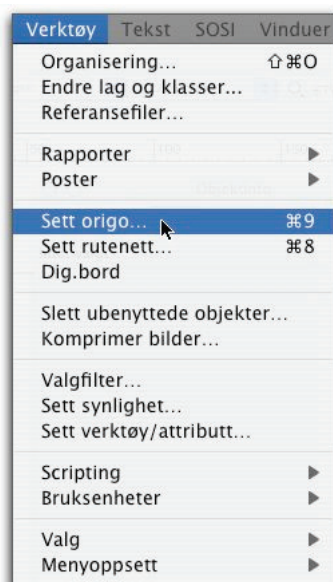 Verktøy Tekst SOSI Vinduer
Organisering... ⇧⌘O
Endre lag og klasser...
Referansefiler...
Rapporter
Poster
Sett origo... ⌘9
Sett rutenett... ⌘8
Dig.bord
Slett ubenyttede objekter...
Komprimer bilder...
Valgfilter...
Sett synlighet...
Sett verktøy/attributt...
Scripting
Bruksenheter
Valg
Menyoppsett